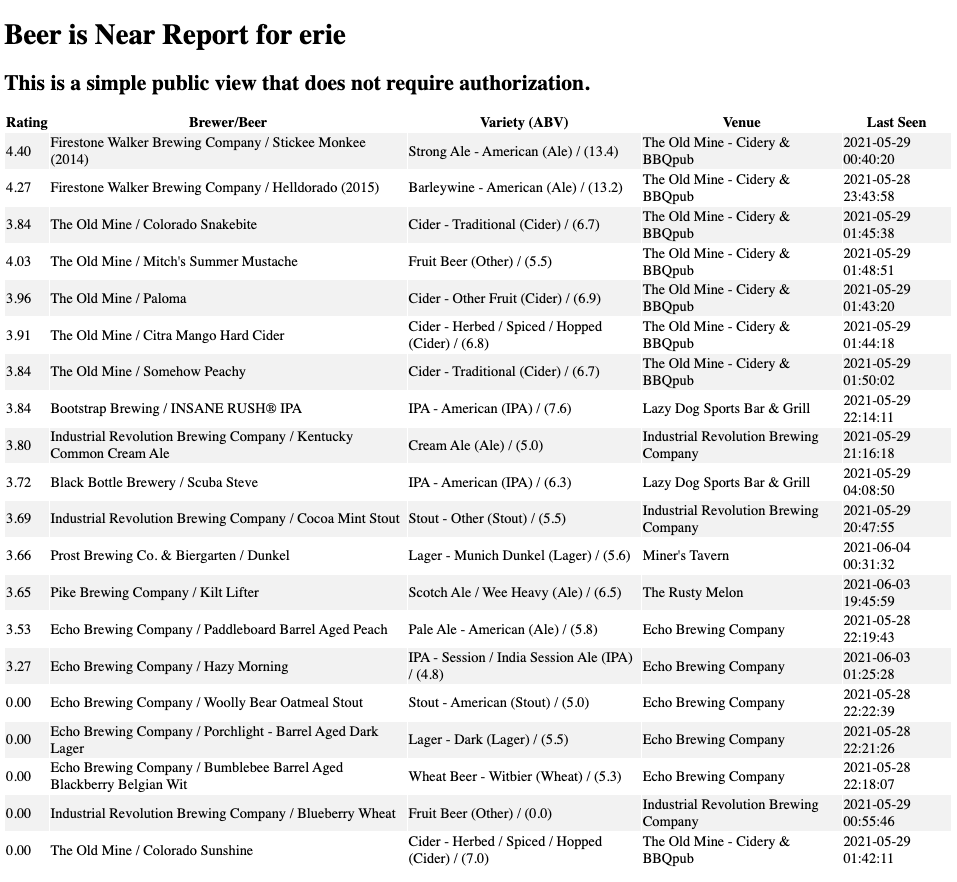 Beer is Near Report for erie
This is a simple public view that does not require authorization.
Rating Brewer/Beer Variety (ABV) Venue Last Seen
4.40 Firestone Walker Brewing Company / Stickee Monkee (2014) Strong Ale - American (Ale) / (13.4) The Old Mine - Cidery & BBQpub 2021-05-29 00:40:20
4.27 Firestone Walker Brewing Company / Helldorado (2015) Barleywine - American (Ale) / (13.2) The Old Mine - Cidery & BBQpub 2021-05-28 23:43:58
3.84 The Old Mine / Colorado Snakebite Cider - Traditional (Cider) / (6.7) The Old Mine - Cidery & BBQpub 2021-05-29 01:45:38
4.03 The Old Mine / Mitch's Summer Mustache Fruit Beer (Other) / (5.5) The Old Mine - Cidery & BBQpub 2021-05-29 01:48:51
3.96 The Old Mine / Paloma Cider - Other Fruit (Cider) / (6.9) The Old Mine - Cidery & BBQpub 2021-05-29 01:43:20
3.91 The Old Mine / Citra Mango Hard Cider Cider - Herbed / Spiced / Hopped (Cider) / (6.8) The Old Mine - Cidery & BBQpub 2021-05-29 01:44:18
3.84 The Old Mine / Somehow Peachy Cider - Traditional (Cider) / (6.7) The Old Mine - Cidery & BBQpub 2021-05-29 01:50:02
3.84 Bootstrap Brewing / INSANE RUSH® IPA IPA - American (IPA) / (7.6) Lazy Dog Sports Bar & Grill 2021-05-29 22:14:11
3.80 Industrial Revolution Brewing Company / Kentucky Common Cream Ale Cream Ale (Ale) / (5.0) Industrial Revolution Brewing Company 2021-05-29 21:16:18
3.72 Black Bottle Brewery / Scuba Steve IPA - American (IPA) / (6.3) Lazy Dog Sports Bar & Grill 2021-05-29 04:08:50
3.69 Industrial Revolution Brewing Company / Cocoa Mint Stout Stout - Other (Stout) / (5.5) Industrial Revolution Brewing Company 2021-05-29 20:47:55
3.66 Prost Brewing Co. & Biergarten / Dunkel Lager - Munich Dunkel (Lager) / (5.6) Miner's Tavern 2021-06-04 00:31:32
3.65 Pike Brewing Company / Kilt Lifter Scotch Ale / Wee Heavy (Ale) / (6.5) The Rusty Melon 2021-06-03 19:45:59
3.53 Echo Brewing Company / Paddleboard Barrel Aged Peach Pale Ale - American (Ale) / (5.8) Echo Brewing Company 2021-05-28 22:19:43
3.27 Echo Brewing Company / Hazy Morning IPA - Session / India Session Ale (IPA) / (4.8) Echo Brewing Company 2021-06-03 01:25:28
0.00 Echo Brewing Company / Woolly Bear Oatmeal Stout Stout - American (Stout) / (5.0) Echo Brewing Company 2021-05-28 22:22:39
0.00 Echo Brewing Company / Porchlight - Barrel Aged Dark Lager Lager - Dark (Lager) / (5.5) Echo Brewing Company 2021-05-28 22:21:26
0.00 Echo Brewing Company / Bumblebee Barrel Aged Blackberry Belgian Wit Wheat Beer - Witbier (Wheat) / (5.3) Echo Brewing Company 2021-05-28 22:18:07
0.00 Industrial Revolution Brewing Company / Blueberry Wheat Fruit Beer (Other) / (0.0) Industrial Revolution Brewing Company 2021-05-29 00:55:46
0.00 The Old Mine / Colorado Sunshine Cider - Herbed / Spiced / Hopped (Cider) / (7.0) The Old Mine - Cidery & BBQpub 2021-05-29 01:42:11